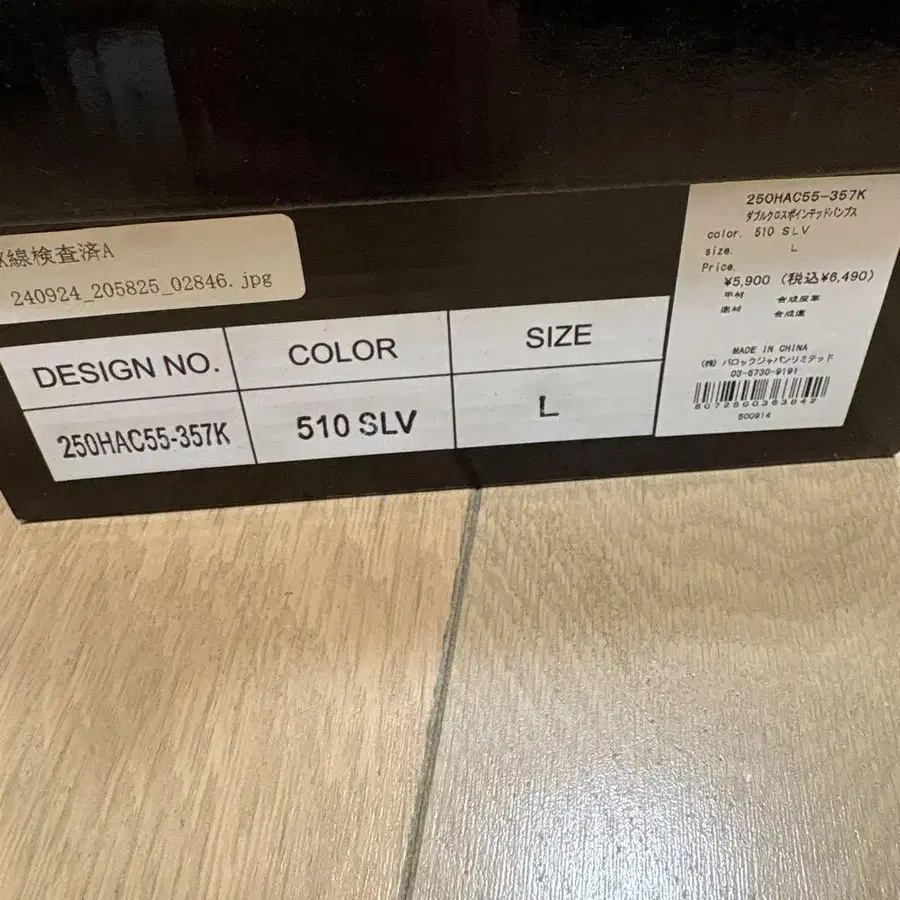 線検査済A
240924_205825_02846.jpg
DESIGN NO.
COLOR
SIZE
250HAC55-357K
510 SLV
L
250HAC55-357K
ダブルクロスポインテッドパンプス
color. 510 SLV
size. L
Price.
¥5,900 (税込¥6,490)
甲材 合成皮革
底材 合成底
MADE IN CHINA
(株) バロックジャパンリミテッド
03-5730-9191
500914